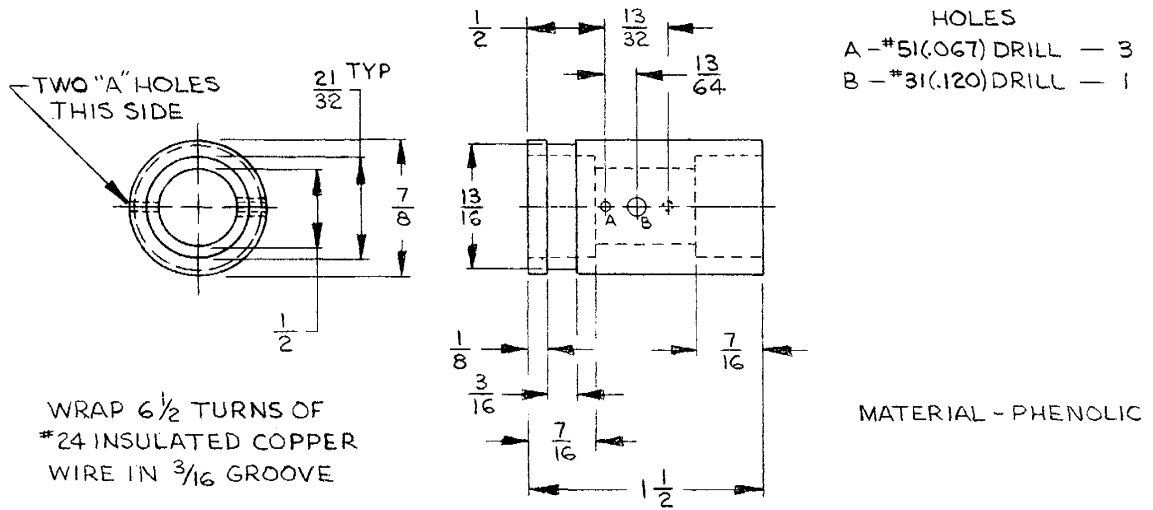 TWO "A" HOLES
THIS SIDE
21/32 TYP
7/8
1/2
1/2
13/32
13/64
13/16
A
B
1/8
3/16
7/16
7/16
1 1/2
HOLES
A - #51(.067) DRILL — 3
B - #31(.120) DRILL — 1
WRAP 6 1/2 TURNS OF
#24 INSULATED COPPER
WIRE IN 3/16 GROOVE
MATERIAL - PHENOLIC